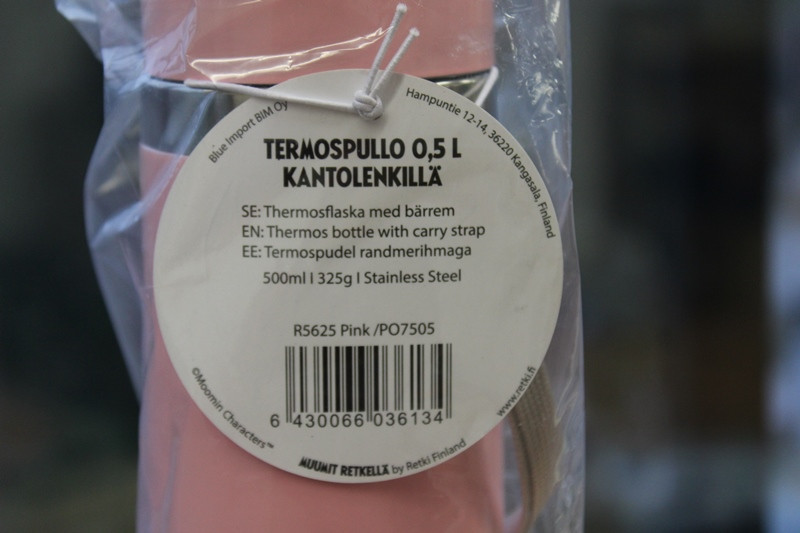 Blue Import BIM Oy
Hampuntie 12-14, 36220 Kangasala, Finland
TERMOSPULLO 0,5 L
KANTOLENKILLÄ
SE: Thermosflaska med bärrem
EN: Thermos bottle with carry strap
EE: Termospudel randmerihmaga
500ml I 325g I Stainless Steel
R5625 Pink /PO7505
6 430066 036134
©Moomin Characters™
MUUMIT RETKELLÄ by Retki Finland
www.retki.fi